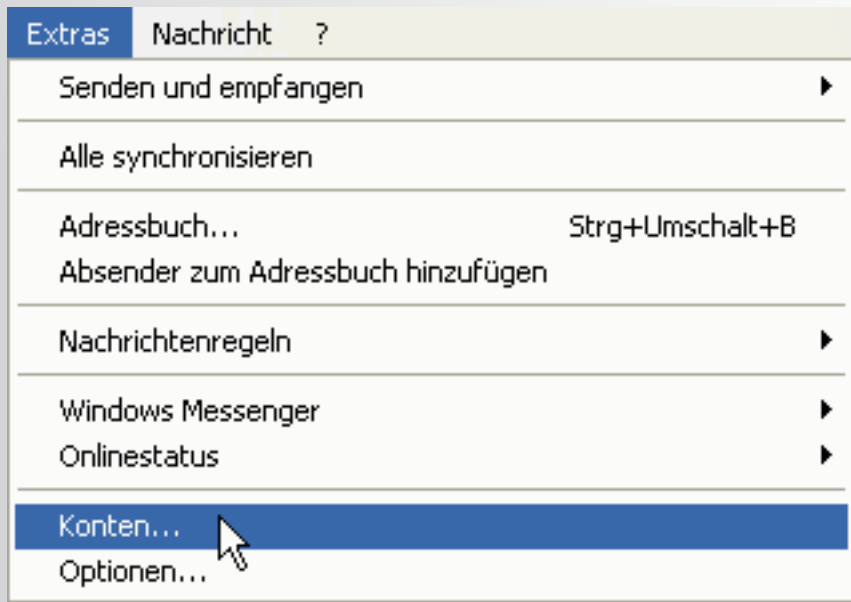 Extras Nachricht ?
Senden und empfangen
Alle synchronisieren
Adressbuch... Strg+Umschalt+B
Absender zum Adressbuch hinzufügen
Nachrichtenregeln
Windows Messenger
Onlinestatus
Konten...
Optionen...